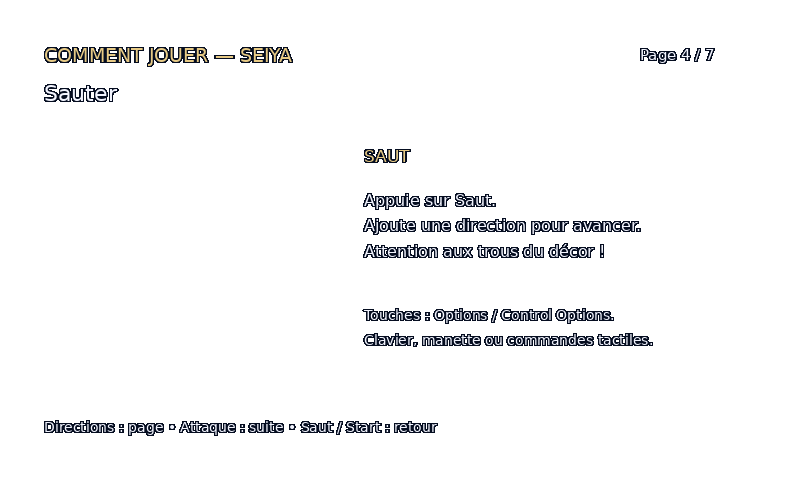 COMMENT JOUER — SEIYA
Page 4 / 7
Sauter
SAUT
Appuie sur Saut.
Ajoute une direction pour avancer.
Attention aux trous du décor !
Touches : Options / Control Options.
Clavier, manette ou commandes tactiles.
Directions : page • Attaque : suite • Saut / Start : retour